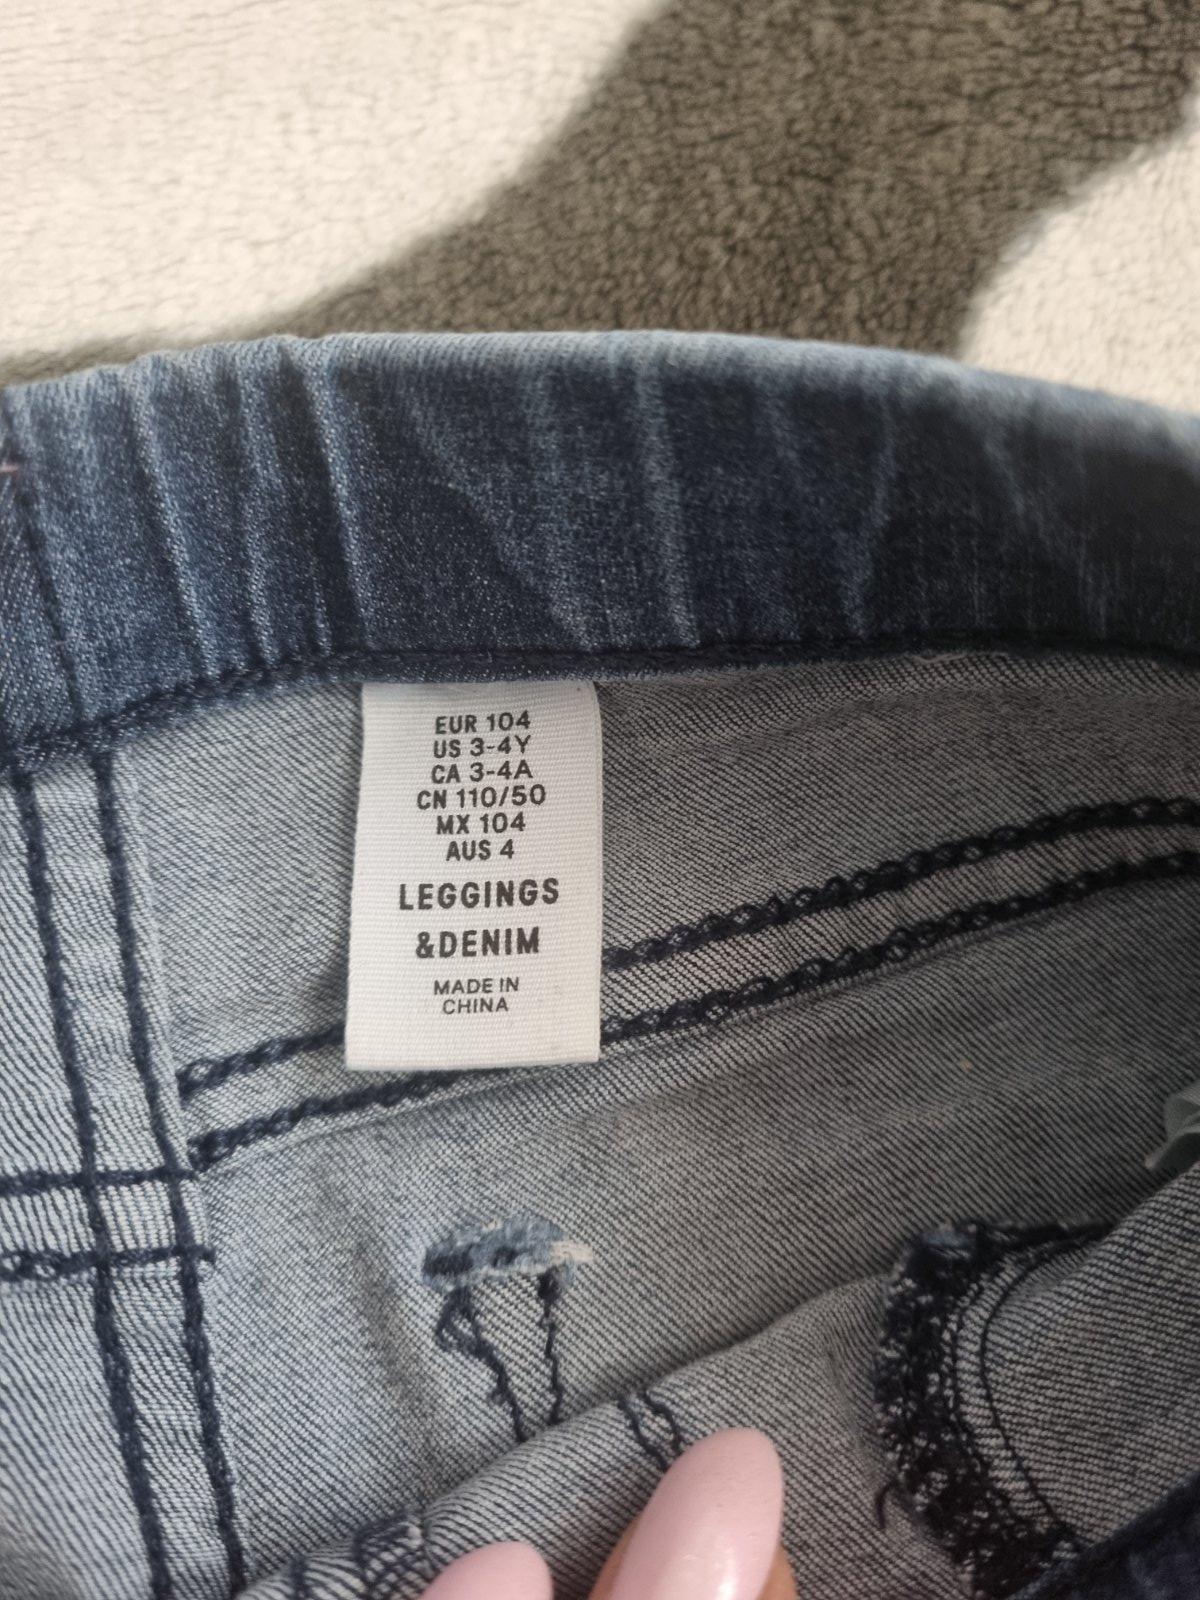 EUR 104
US 3-4Y
CA 3-4A
CN 110/50
MX 104
AUS 4
LEGGINGS
&DENIM
MADE IN
CHINA